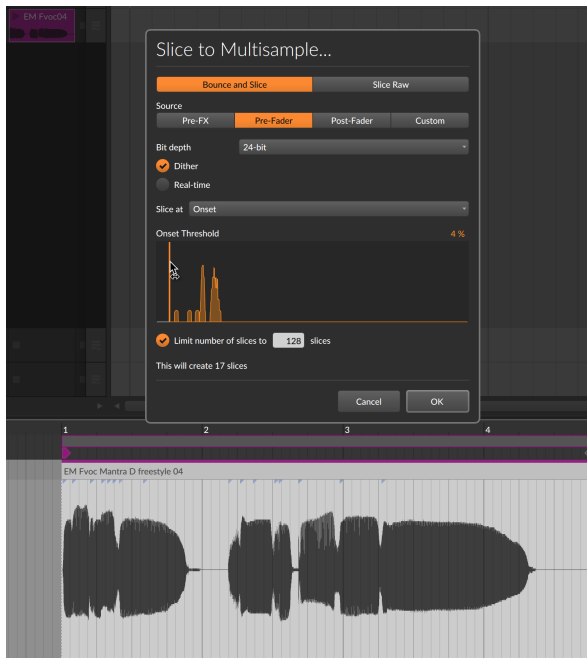 EM Fvoc04
Slice to Multisample...
Bounce and Slice
Slice Raw
Source
Pre-FX
Pre-Fader
Post-Fader
Custom
Bit depth
24-bit
Dither
Real-time
Slice at
Onset
Onset Threshold
4 %
Limit number of slices to 128 slices
This will create 17 slices
Cancel
OK
1
2
3
4
EM Fvoc Mantra D freestyle 04